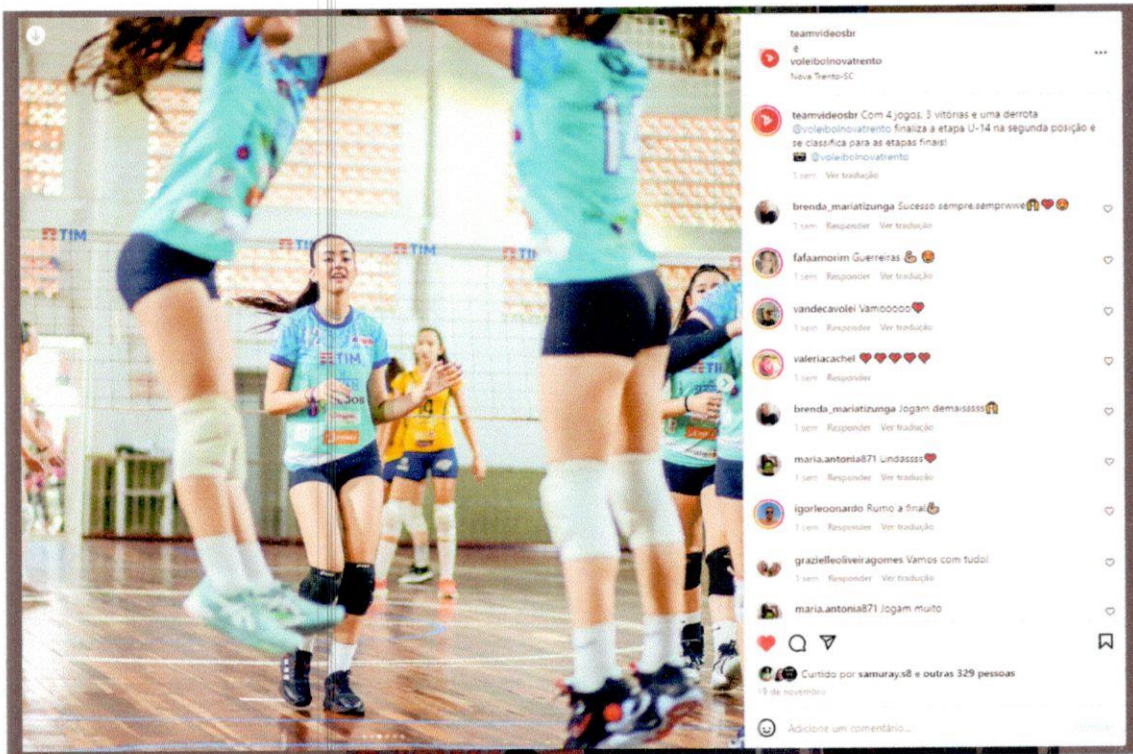 teamvideosbr
e
voleibolnovatrento
Nova Trento-SC
teamvideosbr Com 4 jogos, 3 vitórias e uma derrota
@voleibolnovatrento finaliza a etapa U-14 na segunda posição e
se classifica para as etapas finais!
📷 @voleibolnovatrento
1 sem Ver tradução
brenda_mariatizunga Sucesso sempre,semprwwe
1 sem Responder Ver tradução
fafaamorim Guerreiras
1 sem Responder Ver tradução
vandecavolei Vamooooo
1 sem Responder Ver tradução
valeriacachel
1 sem Responder
brenda_mariatizunga Jogam demaisssss
1 sem Responder Ver tradução
maria.antonia871 Lindassss
1 sem Responder Ver tradução
igorleoonardo Rumo a final
1 sem Responder Ver tradução
grazielleoliveiragomes Vamos com tudo!
1 sem Responder Ver tradução
maria.antonia871 Jogam muito
Curtido por samuray.s8 e outras 329 pessoas
19 de novembro
Adicione um comentário...
TIM
TIM
TIM
TIM
12
TIM
14